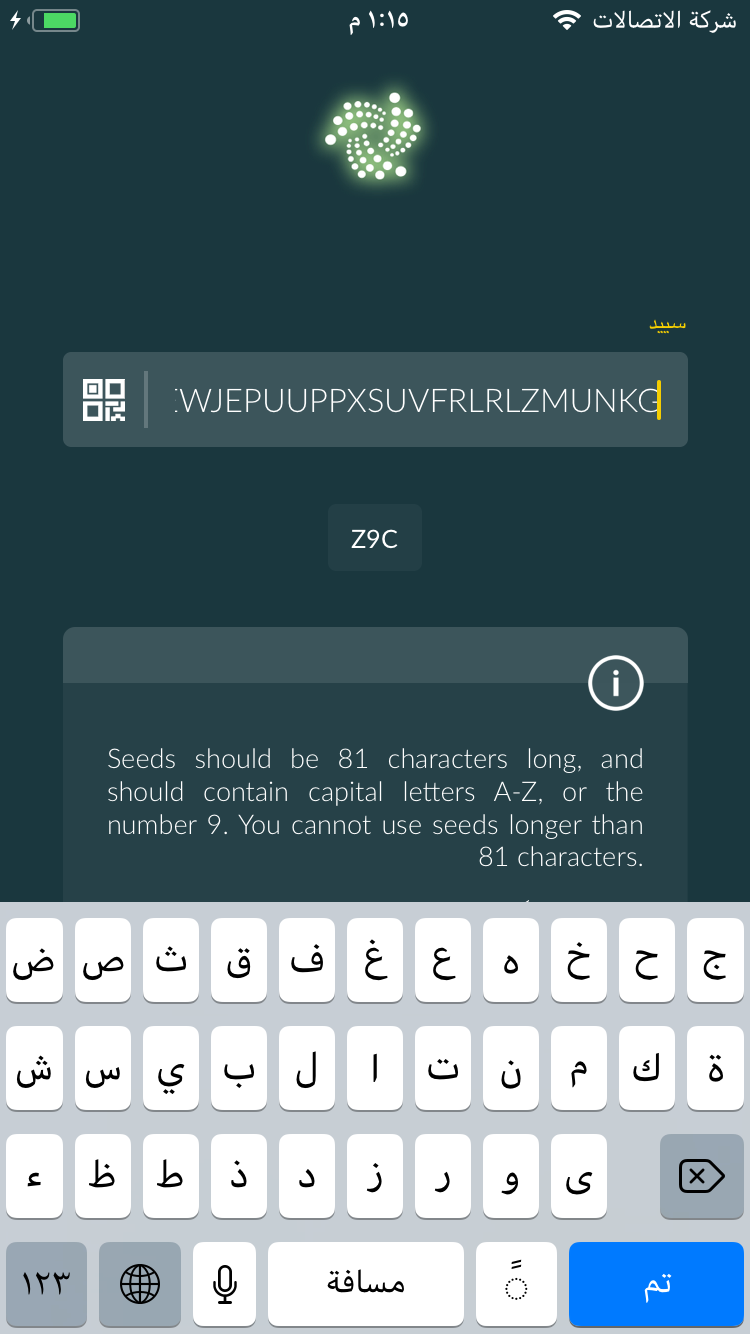 شركة الاتصالات
١:١٥ م
سييد
WJEPUUPPXSUVFRLRLZMUNKG
Z9C
Seeds should be 81 characters long, and
should contain capital letters A-Z, or the
number 9. You cannot use seeds longer than
81 characters.
ج ح خ ه ع غ ف ق ث ص ض
ة ك م ن ت ا ل ب ي س ش
ى و ر ز د ذ ط ظ ء
١٢٣
مسافة
تم